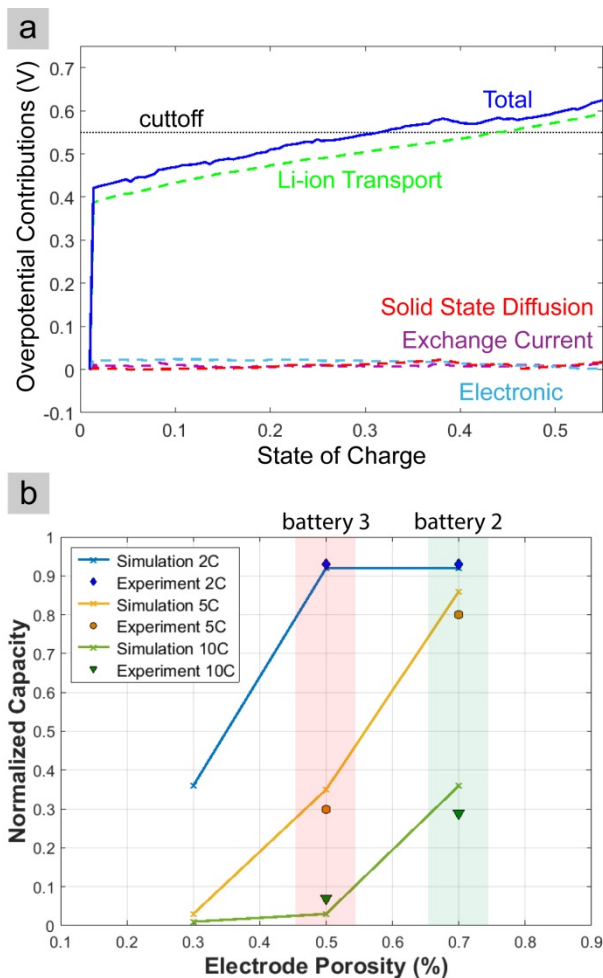 a
Overpotential Contributions (V)
0.7
0.6
0.5
0.4
0.3
0.2
0.1
0
-0.1
cuttoff
Total
Li-ion Transport
Solid State Diffusion
Exchange Current
Electronic
0 0.1 0.2 0.3 0.4 0.5
State of Charge
b
battery 3 battery 2
Normalized Capacity
1
0.9
0.8
0.7
0.6
0.5
0.4
0.3
0.2
0.1
0
Simulation 2C
Experiment 2C
Simulation 5C
Experiment 5C
Simulation 10C
Experiment 10C
0.1 0.2 0.3 0.4 0.5 0.6 0.7 0.8 0.9
Electrode Porosity (%)